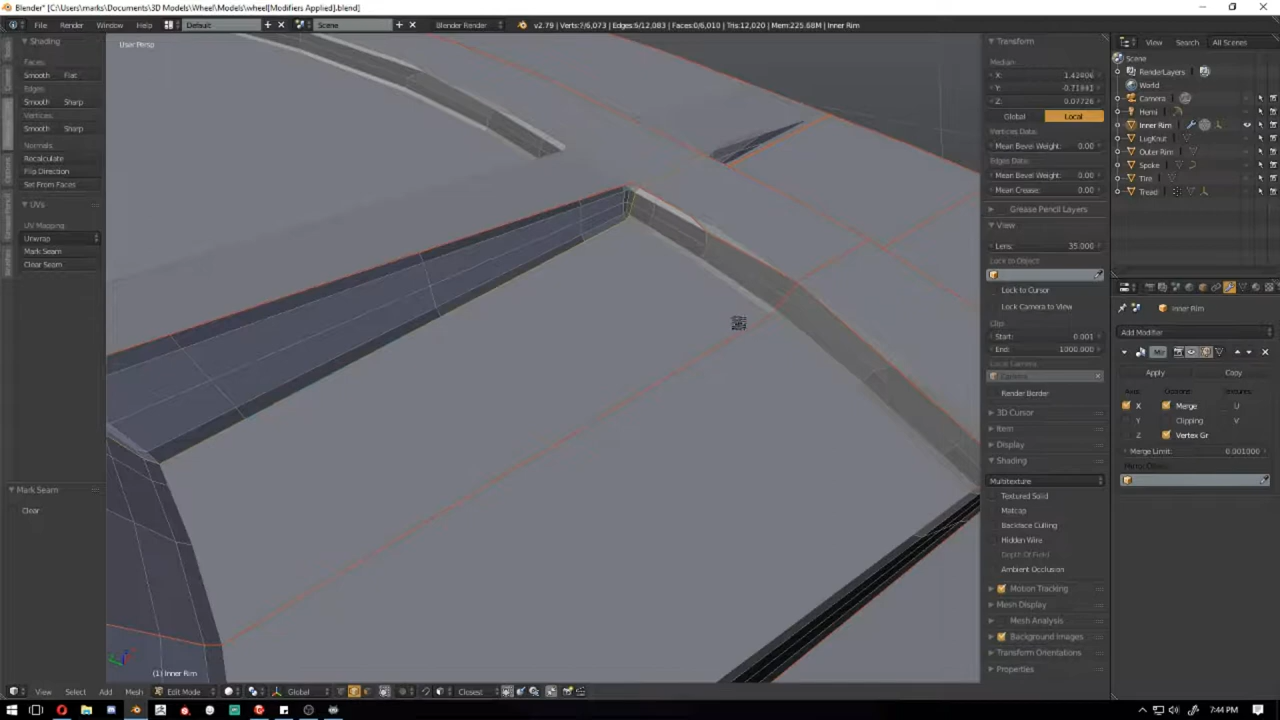 Blender* [C:\Users\marks\Documents\3D Models\Wheel\Models\wheel[Modifiers Applied].blend]
File Render Window Help Default Scene Blender Render v2.79 | Verts:7/6,073 | Edges:6/12,083 | Faces:0/6,010 | Tris:12,020 | Mem:225.88M | Inner Rim
User Persp
Shading
Faces:
Smooth Flat
Edges:
Smooth Sharp
Vertices:
Smooth Sharp
Normals:
Recalculate
Flip Direction
Set From Faces
UVs
UV Mapping:
Unwrap
Mark Seam
Clear Seam
Mark Seam
Clear
(1) Inner Rim
View Select Add Mesh Edit Mode Global Closest
Transform
Median:
X:
Y:
Z: 0.07726
Global Local
Vertices Data:
Mean Bevel Weight: 0.00
Edges Data:
Mean Bevel Weight: 0.00
Mean Crease: 0.00
Grease Pencil Layers
View
Lens: 35.000
Lock to Object:
Lock to Cursor
Lock Camera to View
Clip:
Start: 0.001
End: 1000.000
Local Camera:
Camera
Render Border
3D Cursor
Item
Display
Shading
Multitexture
Textured Solid
Matcap
Backface Culling
Hidden Wire
Depth Of Field
Ambient Occlusion
Motion Tracking
Mesh Display
Mesh Analysis
Background Images
Transform Orientations
Properties
View Search All Scenes
Scene
RenderLayers
World
Camera
Hemi
Inner Rim
LugKnut
Outer Rim
Spoke
Tire
Tread
Inner Rim
Add Modifier
Mir
Apply Copy
X Merge U
Y Clipping V
Z Vertex Gr
Merge Limit: 0.001000
7:44 PM